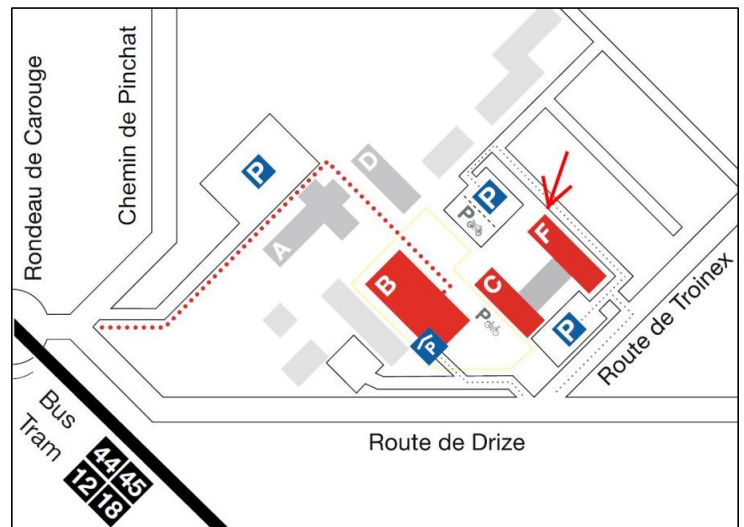 Rondeau de Carouge
Chemin de Pinchat
P
D
A
P
P
F
B
C
P
P
P
Route de Troinex
Bus
Tram
44 45
12 18
Route de Drize